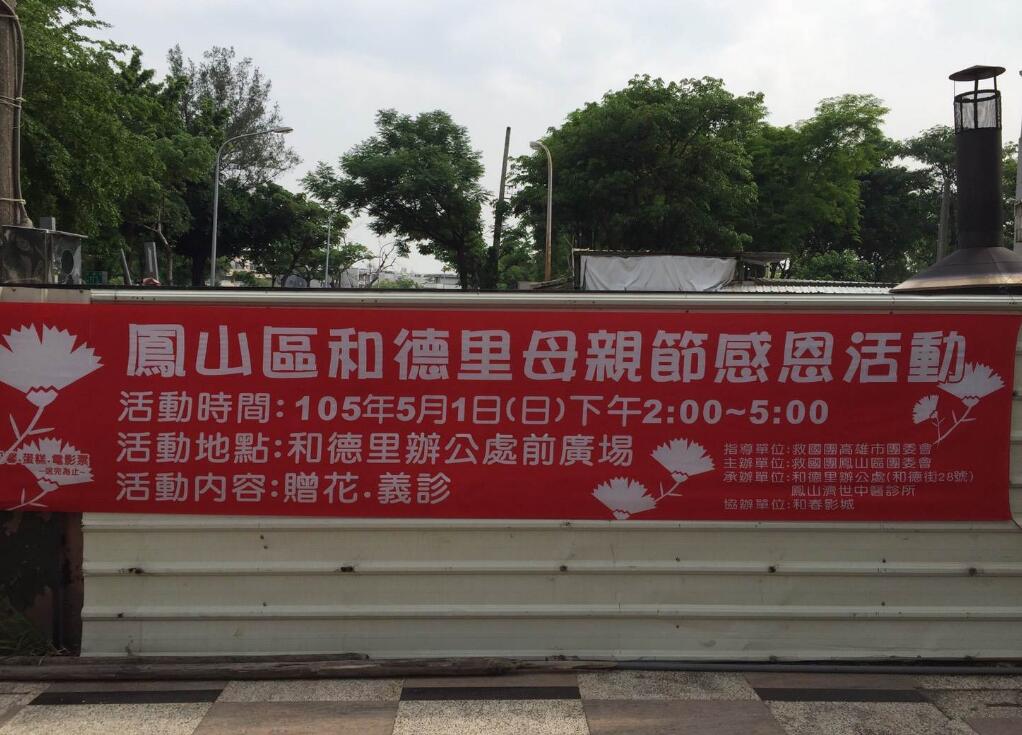 鳳山區和德里母親節感恩活動
活動時間:105年5月1日(日)下午2:00~5:00
活動地點:和德里辦公處前廣場
活動內容:贈花.義診
蛋糕.電影票
—送完為止—
指導單位:救國團高雄市團委會
主辦單位:救國團鳳山區團委會
承辦單位:和德里辦公處(和德街28號)
鳳山濟世中醫診所
協辦單位:和春影城